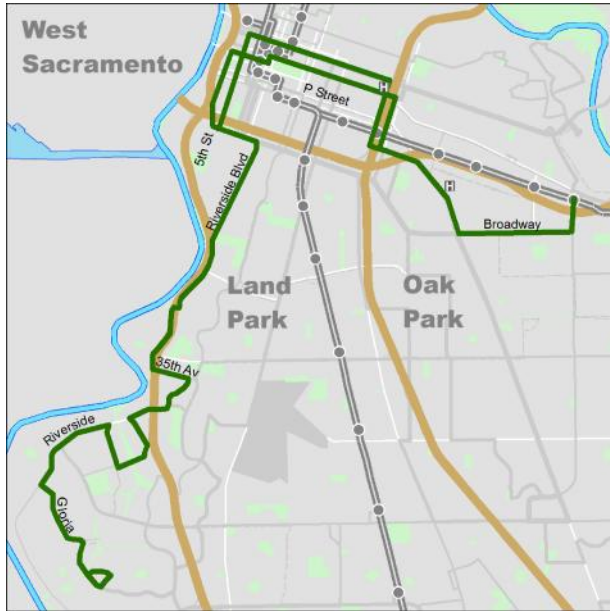 West
Sacramento
H
P Street
5th St
Riverside Blvd
H
Broadway
Land
Park
Oak
Park
35th Av
Riverside
Gloria